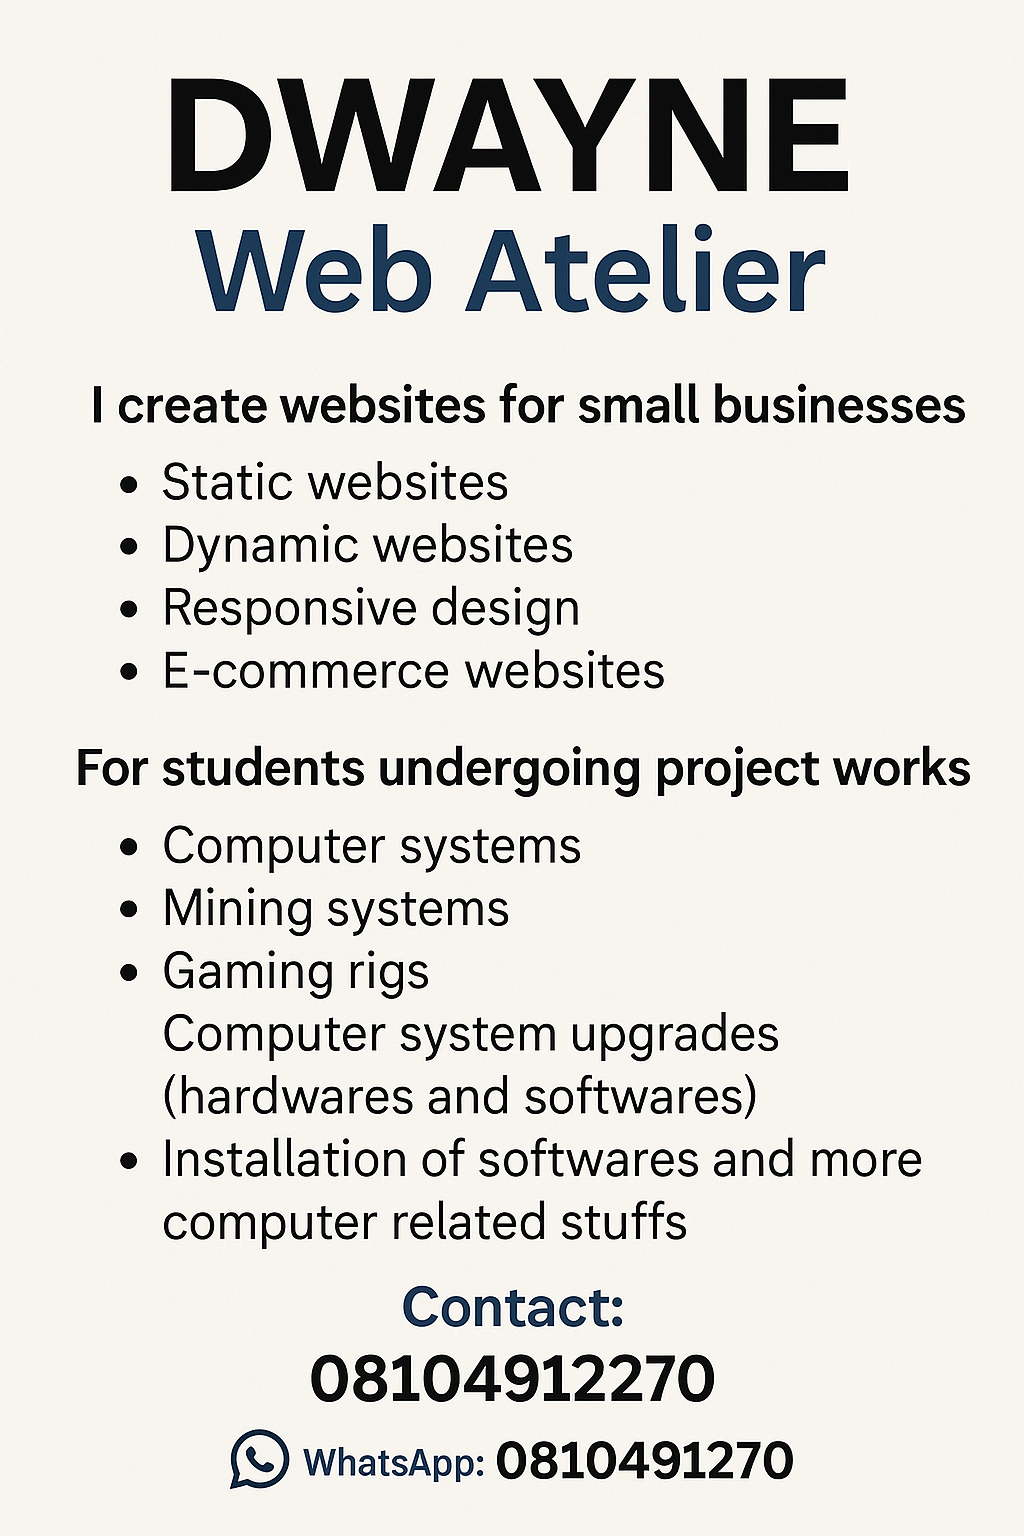 DWAYNE
Web Atelier
I create websites for small businesses
• Static websites
• Dynamic websites
• Responsive design
• E-commerce websites
For students undergoing project works
• Computer systems
• Mining systems
• Gaming rigs
Computer system upgrades
(hardwares and softwares)
• Installation of softwares and more
computer related stuffs
Contact:
08104912270
WhatsApp: 0810491270